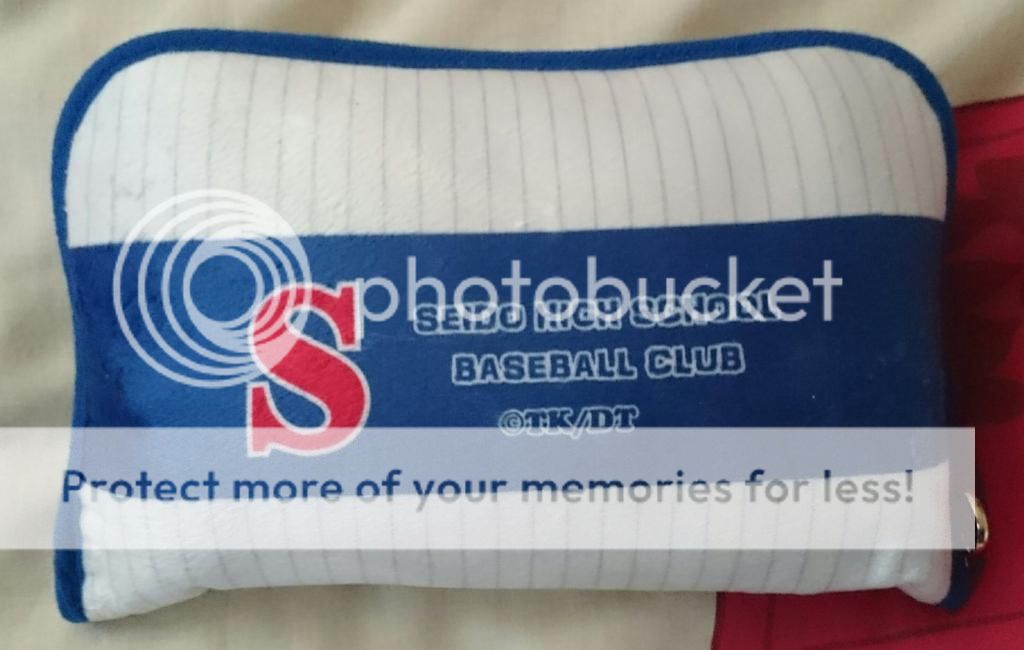 photobucket
S
SEIDO HIGH SCHOOL
BASEBALL CLUB
©TK/DT
Protect more of your memories for less!